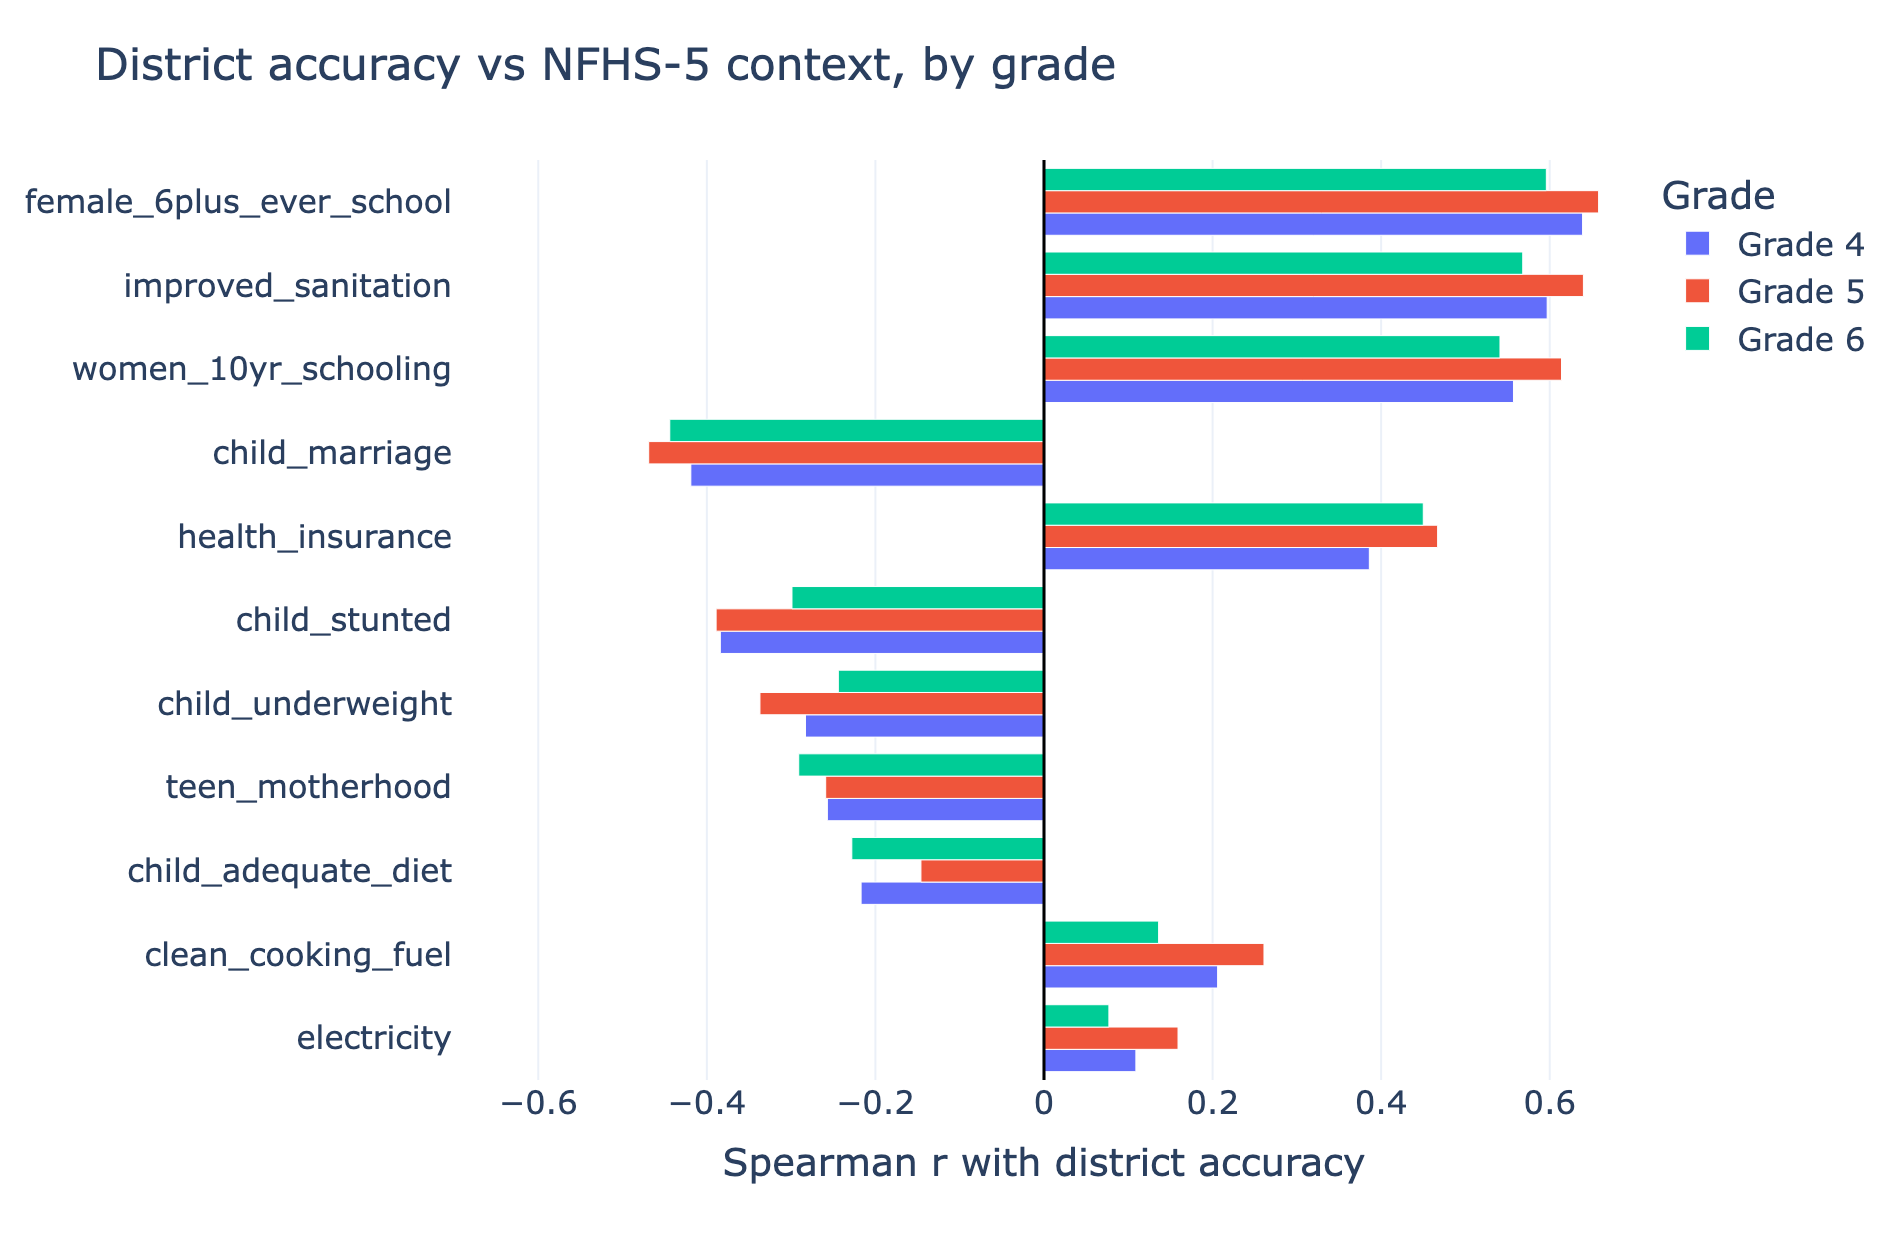 District accuracy vs NFHS-5 context, by grade
female_6plus_ever_school
improved_sanitation
women_10yr_schooling
child_marriage
health_insurance
child_stunted
child_underweight
teen_motherhood
child_adequate_diet
clean_cooking_fuel
electricity
−0.6 −0.4 −0.2 0 0.2 0.4 0.6
Spearman r with district accuracy
Grade
Grade 4
Grade 5
Grade 6